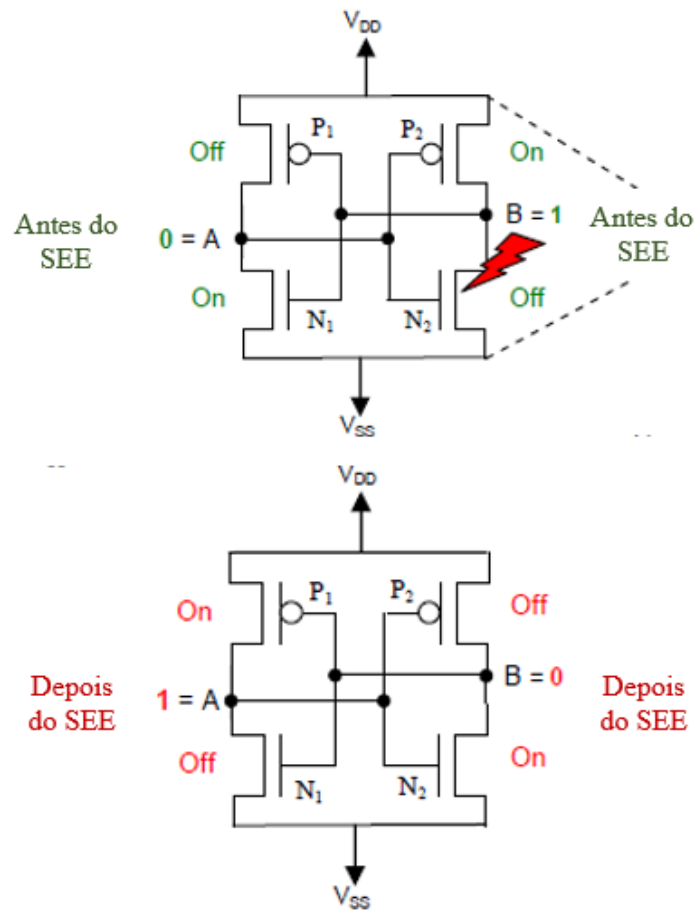 VDD
P1
P2
Off
On
Antes do
SEE
0 = A
B = 1
Antes do
SEE
On
N1
N2
Off
VSS
VDD
P1
P2
On
Off
Depois
do SEE
1 = A
B = 0
Depois
do SEE
Off
N1
N2
On
VSS